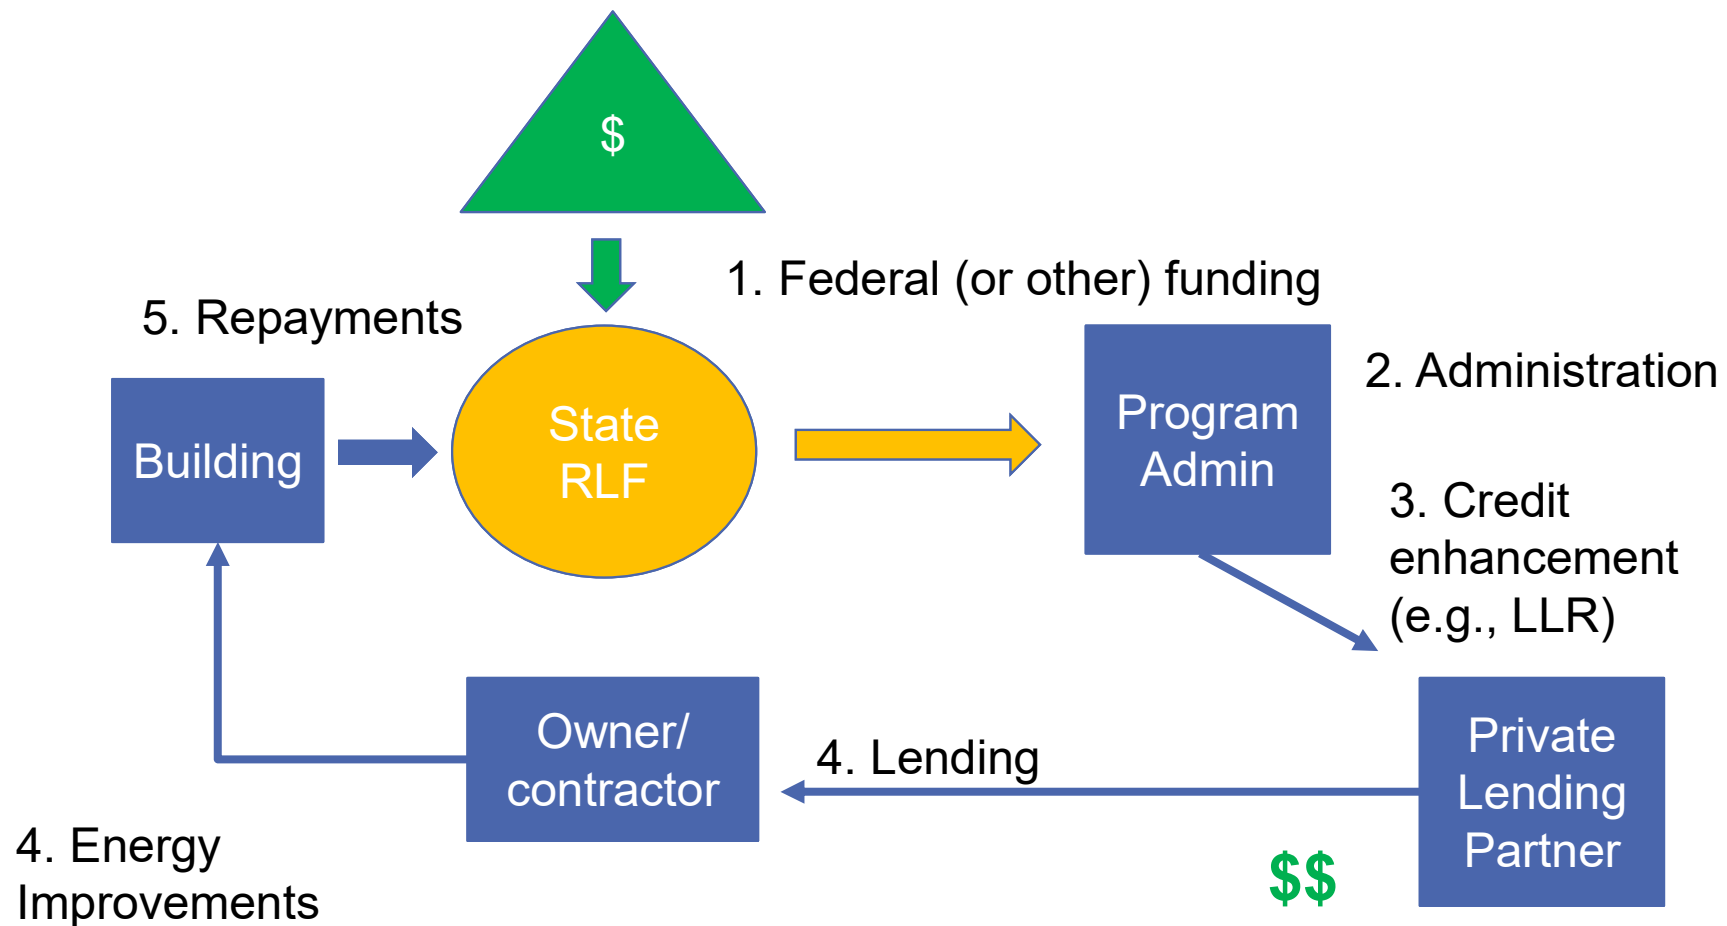 $
1. Federal (or other) funding
5. Repayments
State
RLF
Program
Admin
2. Administration
Building
3. Credit
enhancement
(e.g., LLR)
Owner/
contractor
4. Lending
Private
Lending
Partner
4. Energy
Improvements
$$